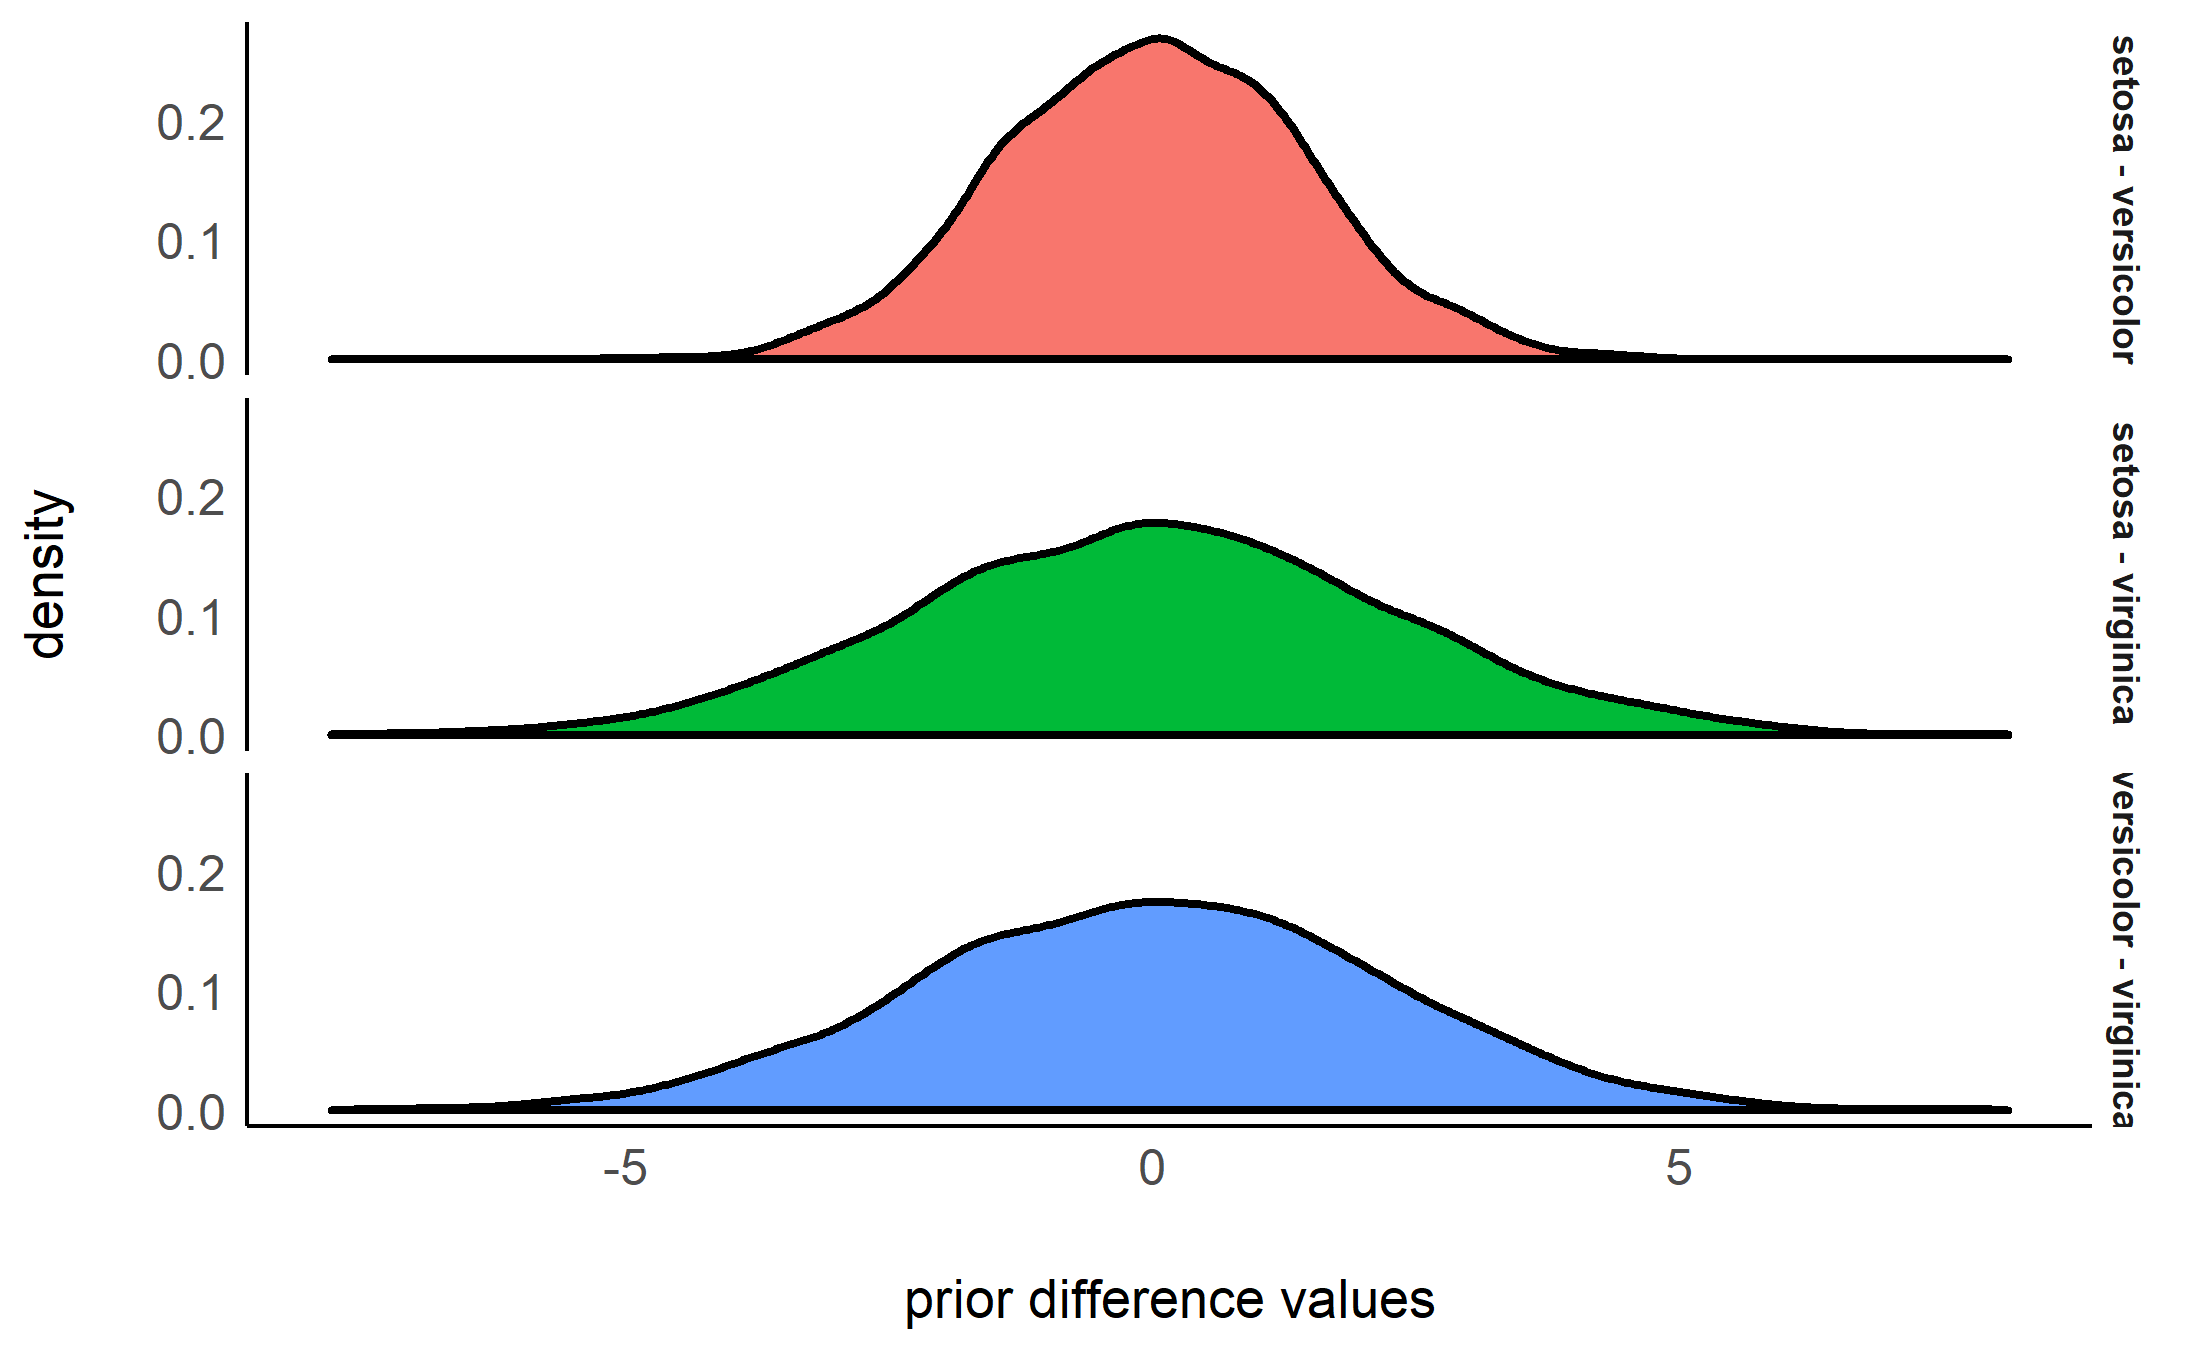 density
0.2
0.1
0.0
setosa - versicolor
0.2
0.1
0.0
setosa - virginica
0.2
0.1
0.0
versicolor - virginica
-5 0 5
prior difference values